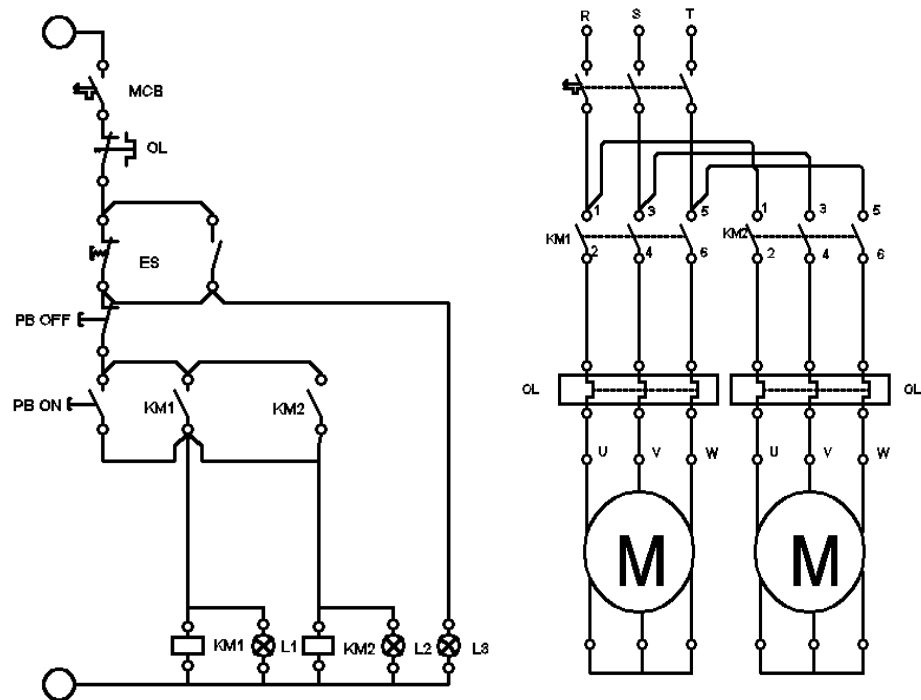 MCB
OL
ES
PB OFF
PB ON
KM1
KM2
KM1
L1
KM2
L2
L3
R S T
1 3 5 1 3 5
KM1 KM2
2 4 6 2 4 6
OL OL
U V W U V W
M M